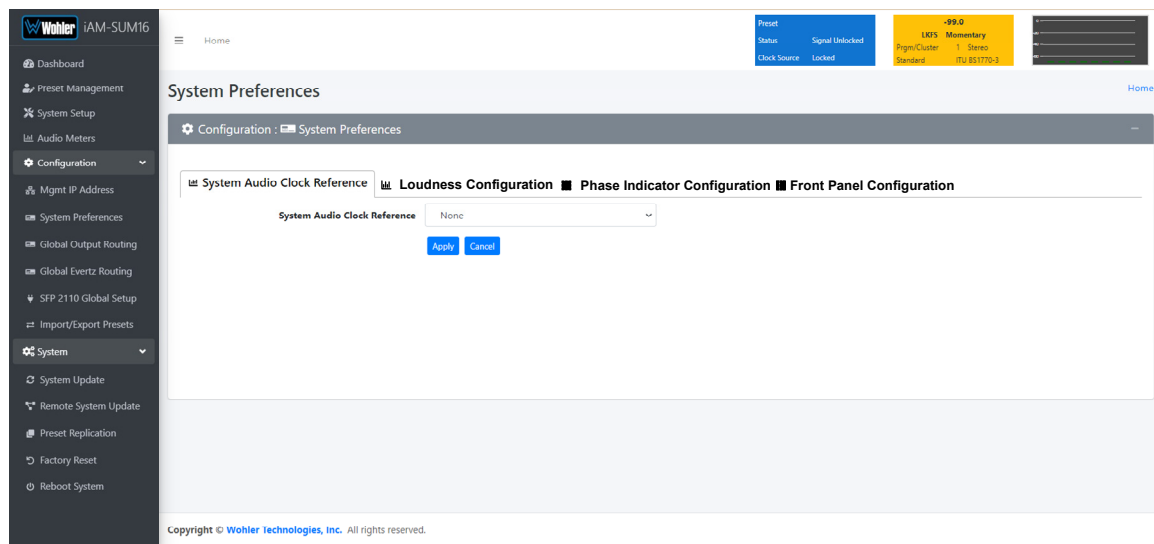 Wohler iAM-SUM16
Dashboard
Preset Management
System Setup
Audio Meters
Configuration
Mgmt IP Address
System Preferences
Global Output Routing
Global Evertz Routing
SFP 2110 Global Setup
Import/Export Presets
System
System Update
Remote System Update
Preset Replication
Factory Reset
Reboot System
Home
Preset
Status Signal Unlocked
Clock Source Locked
-99.0
LKFS Momentary
Prgm/Cluster 1 Stereo
Standard ITU BS1770-3
System Preferences
Home
Configuration : System Preferences
System Audio Clock Reference Loudness Configuration Phase Indicator Configuration Front Panel Configuration
System Audio Clock Reference None
Apply Cancel
Copyright © Wohler Technologies, Inc. All rights reserved.